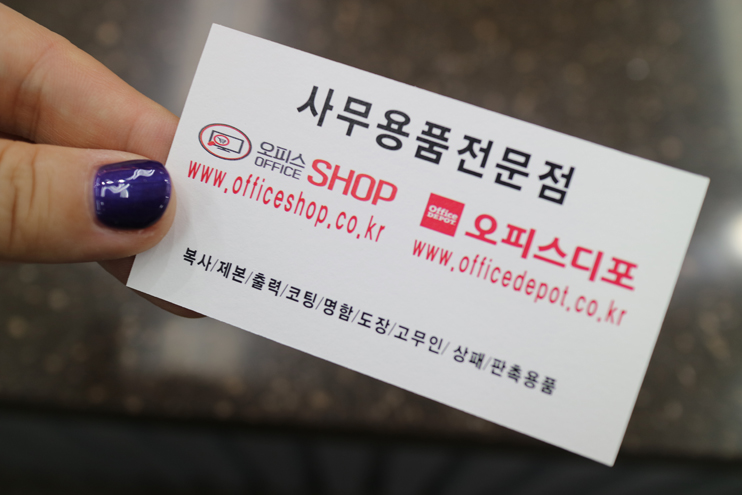 사무용품전문점
오피스 OFFICE SHOP
www.officeshop.co.kr
Office DEPOT 오피스디포
www.officedepot.co.kr
복사/제본/출력/코팅/명함/도장/고무인/ 상패/판촉용품